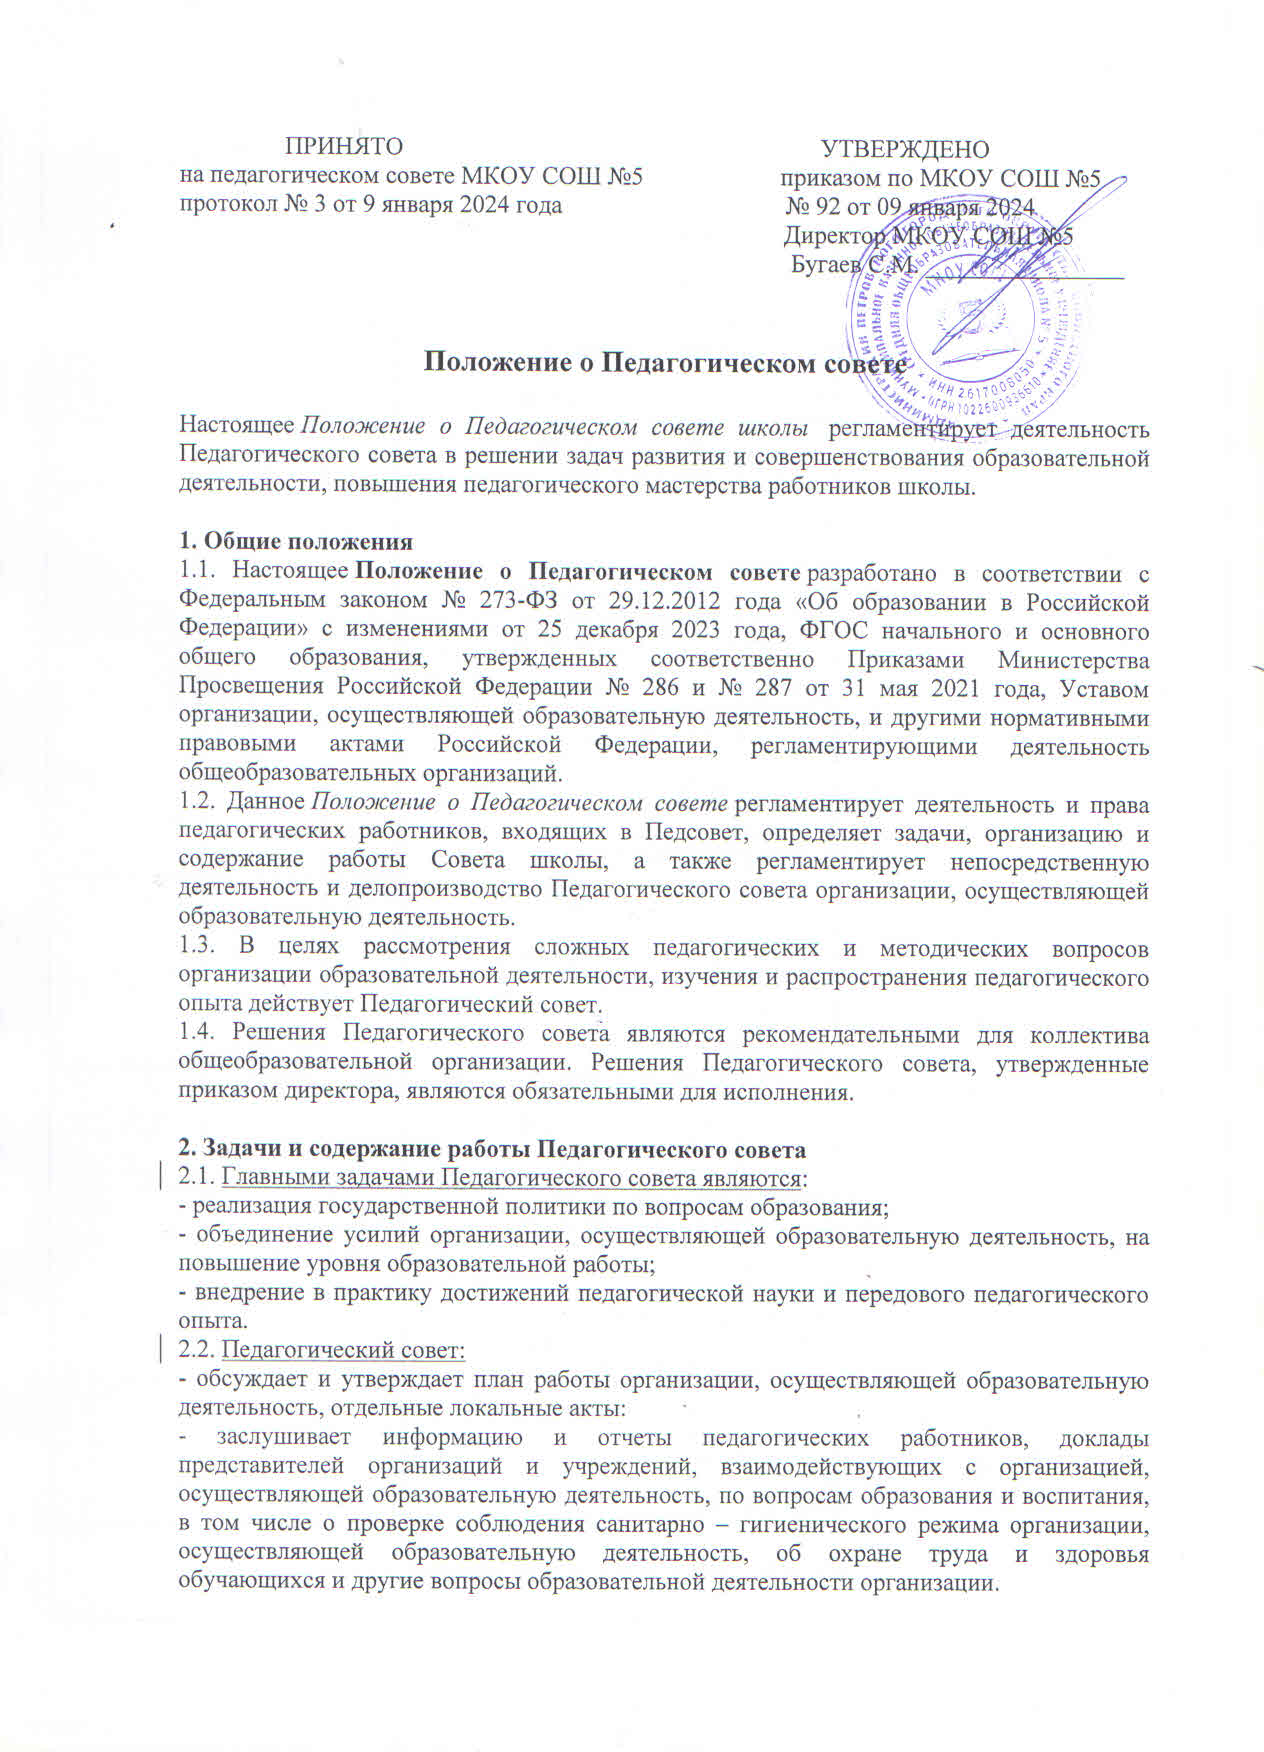 ПРИНЯТО
на педагогическом совете МКОУ СОШ №5
протокол № 3 от 9 января 2024 года
УТВЕРЖДЕНО
приказом по МКОУ СОШ №5
№ 92 от 09 января 2024
Директор МКОУ СОШ №5
Бугаев С.М.
МКОУ СО
ИНН 2617006050
ОГРН 1022600936610
Положение о Педагогическом совете
Настоящее Положение о Педагогическом совете школы регламентирует деятельность
Педагогического совета в решении задач развития и совершенствования образовательной
деятельности, повышения педагогического мастерства работников школы.
1. Общие положения
1.1. Настоящее Положение о Педагогическом совете разработано в соответствии с
Федеральным законом № 273-ФЗ от 29.12.2012 года «Об образовании в Российской
Федерации» с изменениями от 25 декабря 2023 года, ФГОС начального и основного
общего образования, утвержденных соответственно Приказами Министерства
Просвещения Российской Федерации № 286 и № 287 от 31 мая 2021 года, Уставом
организации, осуществляющей образовательную деятельность, и другими нормативными
правовыми актами Российской Федерации, регламентирующими деятельность
общеобразовательных организаций.
1.2. Данное Положение о Педагогическом совете регламентирует деятельность и права
педагогических работников, входящих в Педсовет, определяет задачи, организацию и
содержание работы Совета школы, а также регламентирует непосредственную
деятельность и делопроизводство Педагогического совета организации, осуществляющей
образовательную деятельность.
1.3. В целях рассмотрения сложных педагогических и методических вопросов
организации образовательной деятельности, изучения и распространения педагогического
опыта действует Педагогический совет.
1.4. Решения Педагогического совета являются рекомендательными для коллектива
общеобразовательной организации. Решения Педагогического совета, утвержденные
приказом директора, являются обязательными для исполнения.
2. Задачи и содержание работы Педагогического совета
2.1. Главными задачами Педагогического совета являются:
- реализация государственной политики по вопросам образования;
- объединение усилий организации, осуществляющей образовательную деятельность, на
повышение уровня образовательной работы;
- внедрение в практику достижений педагогической науки и передового педагогического
опыта.
2.2. Педагогический совет:
- обсуждает и утверждает план работы организации, осуществляющей образовательную
деятельность, отдельные локальные акты:
- заслушивает информацию и отчеты педагогических работников, доклады
представителей организаций и учреждений, взаимодействующих с организацией,
осуществляющей образовательную деятельность, по вопросам образования и воспитания,
в том числе о проверке соблюдения санитарно – гигиенического режима организации,
осуществляющей образовательную деятельность, об охране труда и здоровья
обучающихся и другие вопросы образовательной деятельности организации.